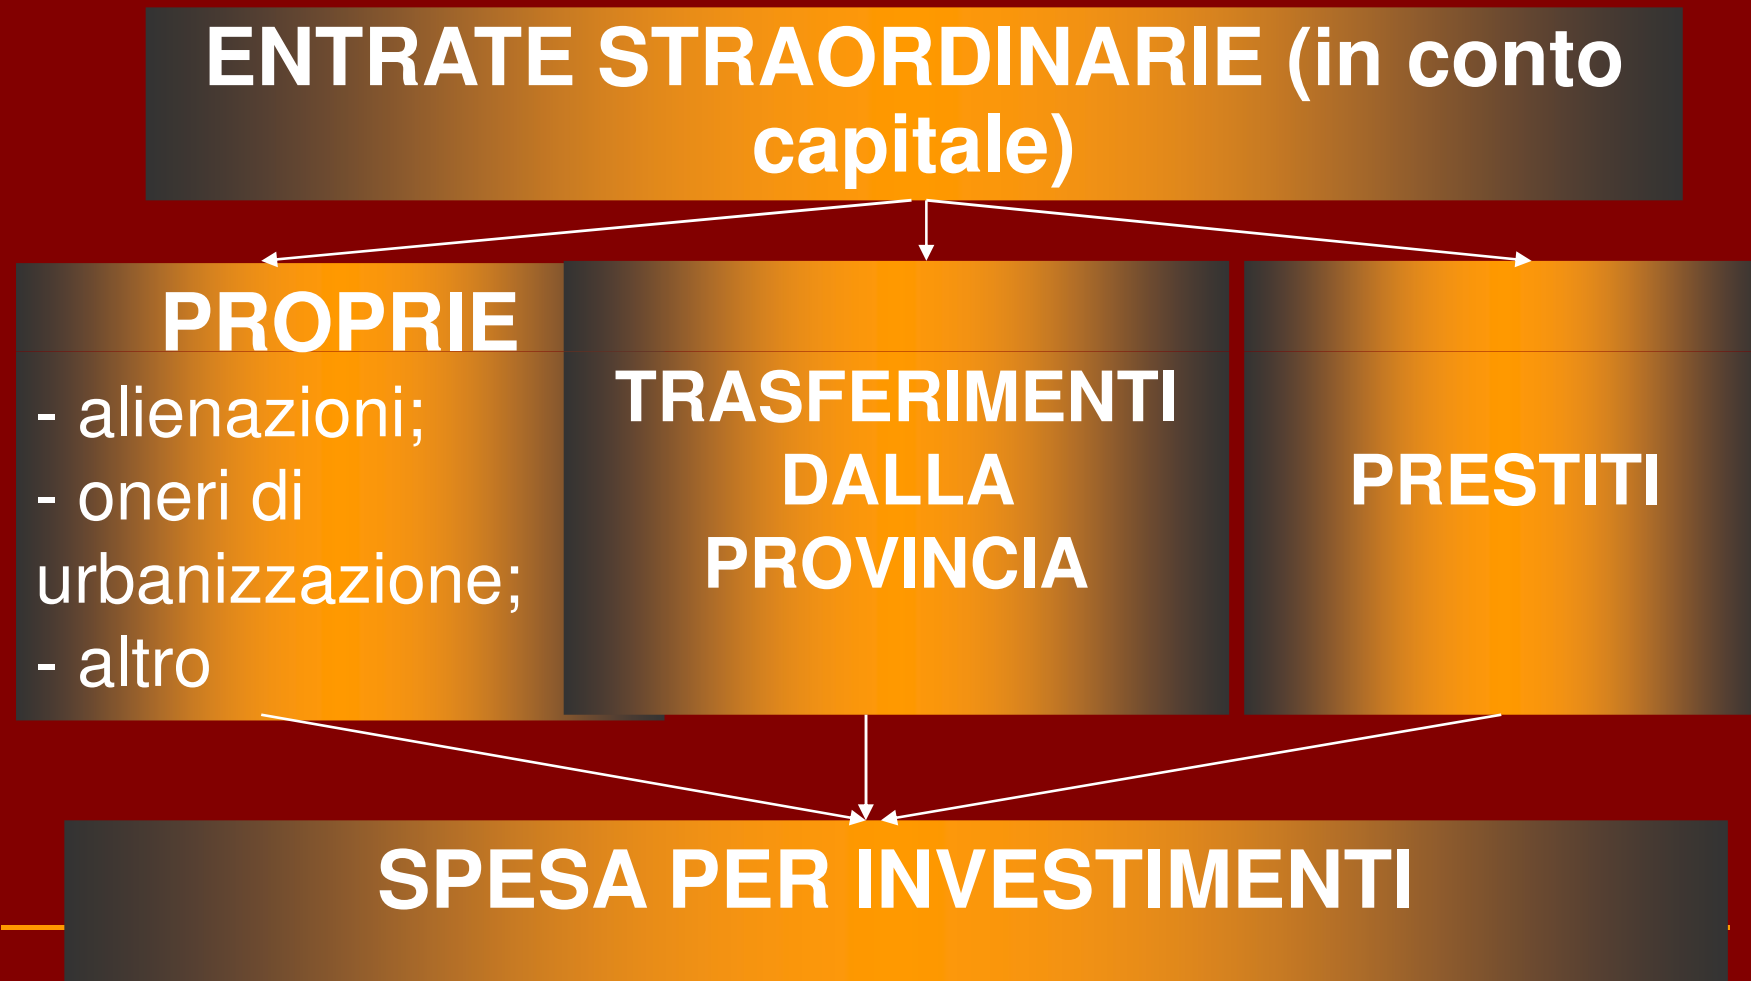 ENTRATE STRAORDINARIE (in conto
capitale)
PROPRIE
- alienazioni;
- oneri di
urbanizzazione;
- altro
TRASFERIMENTI
DALLA
PROVINCIA
PRESTITI
SPESA PER INVESTIMENTI